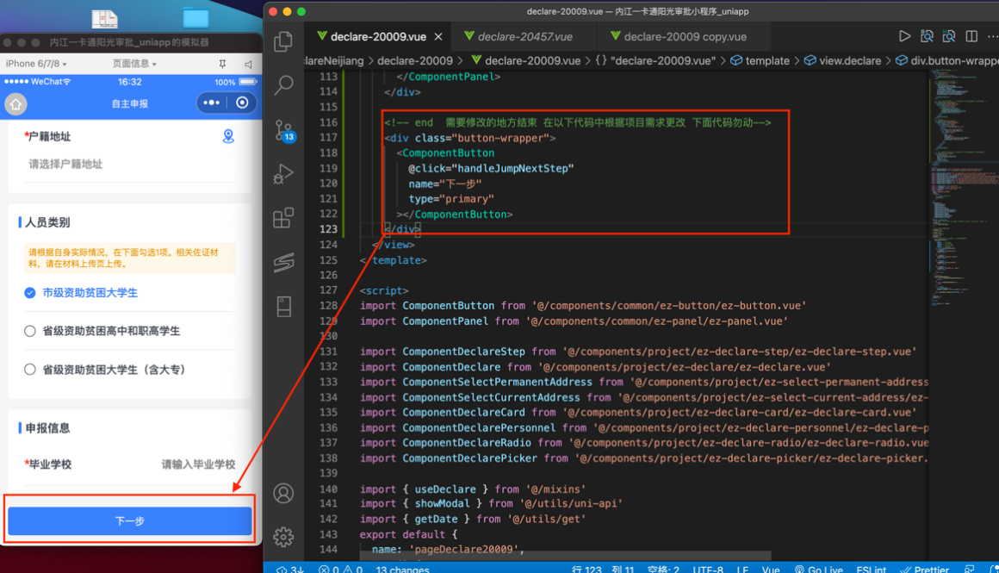 declare-20009.vue — 内江一卡通阳光审批小程序_uniapp
内江一卡通阳光审批_uniapp的模拟器
iPhone 6/7/8
页面信息
WeChat
16:32
100%
自主申报
*户籍地址
请选择户籍地址
人员类别
请根据自身实际情况，在下面勾选1项。相关佐证材
料，请在材料上传页上传。
市级资助贫困大学生
省级资助贫困高中和职高学生
省级资助贫困大学生（含大专）
申报信息
*毕业学校
请输入毕业学校
下一步
declare-20009.vue
declare-20457.vue
declare-20009 copy.vue
clareNeijiang > declare-20009 > declare-20009.vue > {} "declare-20009.vue" > template > view.declare > div.button-wrappe
13
113 </ComponentPanel>
114 </div>
115
116 <!-- end 需要修改的地方结束 在以下代码中根据项目需求更改 下面代码勿动-->
117 <div class="button-wrapper">
118 <ComponentButton
119 @click="handleJumpNextStep"
120 name="下一步"
121 type="primary"
122 ></ComponentButton>
123 </div>
124 </view>
125 </template>
126
127 <script>
128 import ComponentButton from '@/components/common/ez-button/ez-button.vue'
129 import ComponentPanel from '@/components/common/ez-panel/ez-panel.vue'
130
131 import ComponentDeclareStep from '@/components/project/ez-declare-step/ez-declare-step.vue'
132 import ComponentDeclare from '@/components/project/ez-declare/ez-declare.vue'
133 import ComponentSelectPermanentAddress from '@/components/project/ez-select-permanent-address
134 import ComponentSelectCurrentAddress from '@/components/project/ez-select-current-address/ez-
135 import ComponentDeclareCard from '@/components/project/ez-declare-card/ez-declare-card.vue'
136 import ComponentDeclarePersonnel from '@/components/project/ez-declare-personnel/ez-declare-p
137 import ComponentDeclareRadio from '@/components/project/ez-declare-radio/ez-declare-radio.vue
138 import ComponentDeclarePicker from '@/components/project/ez-declare-picker/ez-declare-picker.
139
140 import { useDeclare } from '@/mixins'
141 import { showModal } from '@/utils/uni-api'
142 import { getDate } from '@/utils/get'
143 export default {
144 name: 'pageDeclare20009',
3↓ 0 0 13 changes 行 123, 列 11 空格: 2 UTF-8 LF Vue Go Live ESLint Prettier